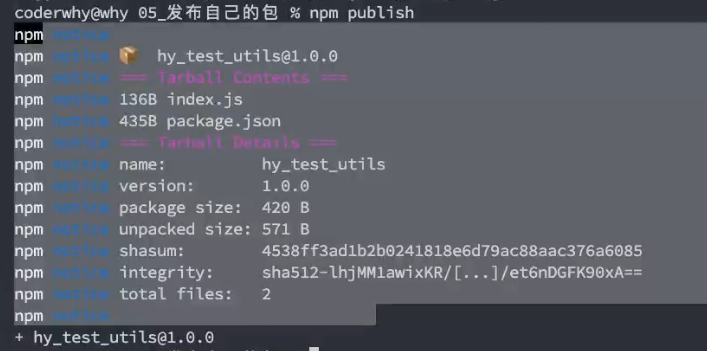 coderwhy@why 05_发布自己的包 % npm publish
npm notice
npm notice 📦  hy_test_utils@1.0.0
npm notice === Tarball Contents ===
npm notice 136B index.js
npm notice 435B package.json
npm notice === Tarball Details ===
npm notice name:          hy_test_utils
npm notice version:       1.0.0
npm notice package size:  420 B
npm notice unpacked size: 571 B
npm notice shasum:        4538ff3ad1b2b0241818e6d79ac88aac376a6085
npm notice integrity:     sha512-lhjMM1awixKR/[...]/et6nDGFK90xA==
npm notice total files:   2
npm notice
+ hy_test_utils@1.0.0